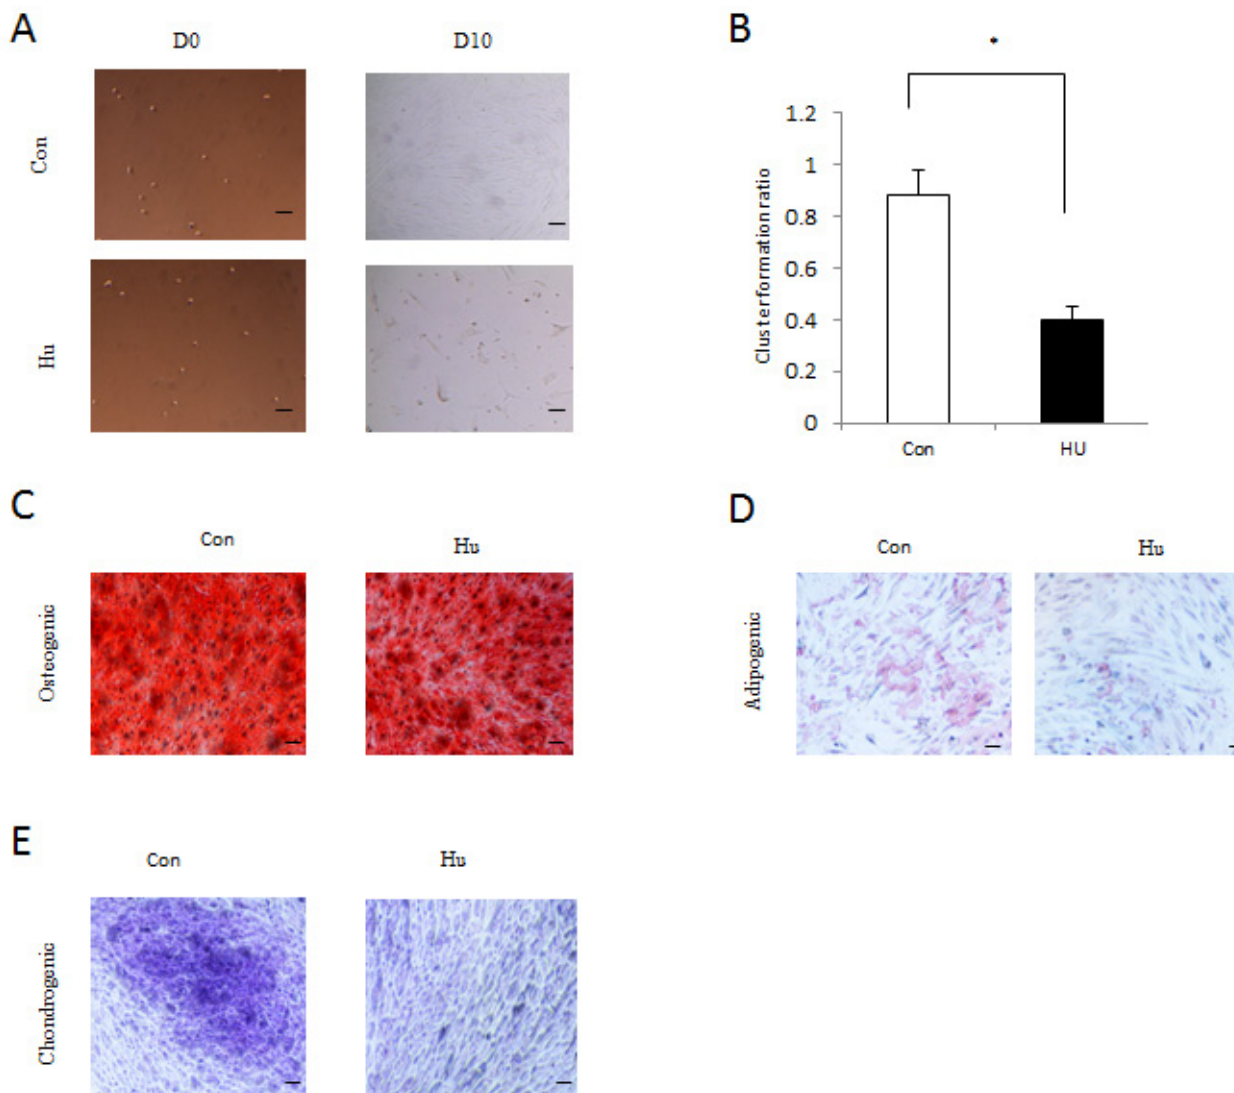 A
D0
D10
Con
Hu
B
*
Cluster formation ratio
1.2
1
0.8
0.6
0.4
0.2
0
Con
HU
C
Con
Hu
Osteogenic
D
Con
Hu
Adipogenic
E
Con
Hu
Chondrogenic